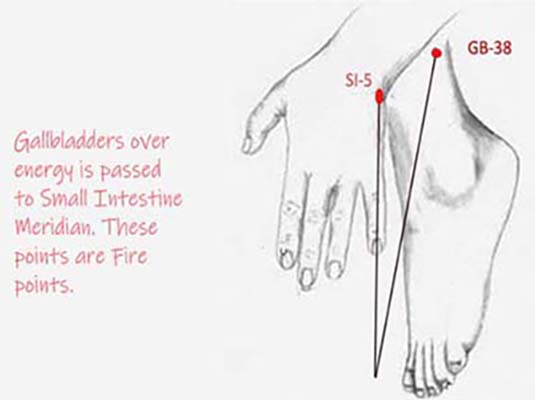 GB-38
SI-5
Gallbladders over
energy is passed
to Small Intestine
Meridian. These
points are Fire
points.